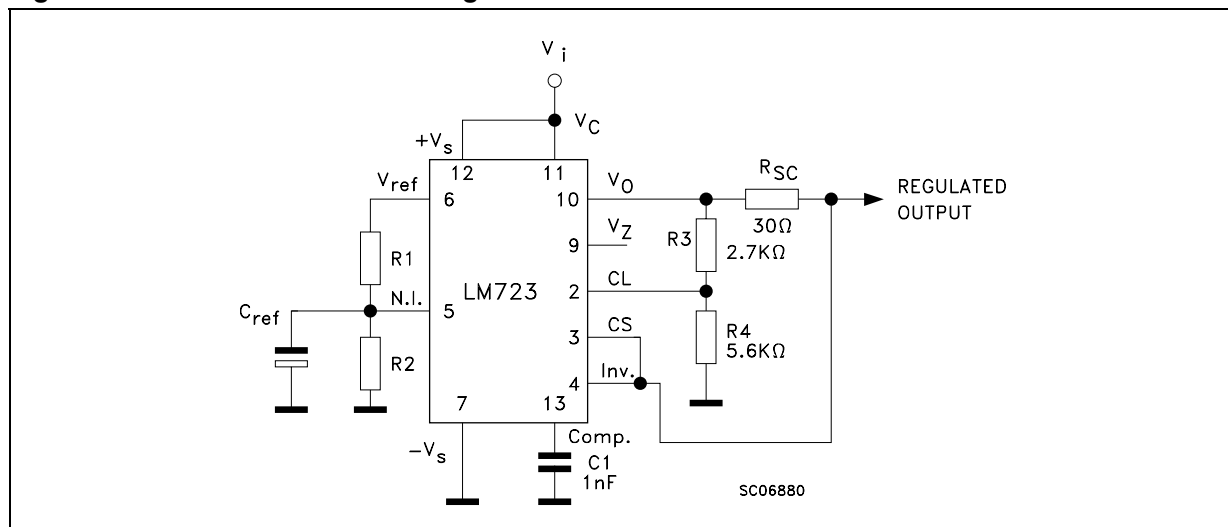 V i
V C
+V s
12
11
V ref
6
R1
N.I.
5
C ref
R2
LM723
7
13
-V s
Comp.
C1
1nF
10
V O
9
V Z
2
CL
3
CS
4
Inv.
R SC
30Ω
R3
2.7KΩ
R4
5.6KΩ
REGULATED
OUTPUT
SC06880